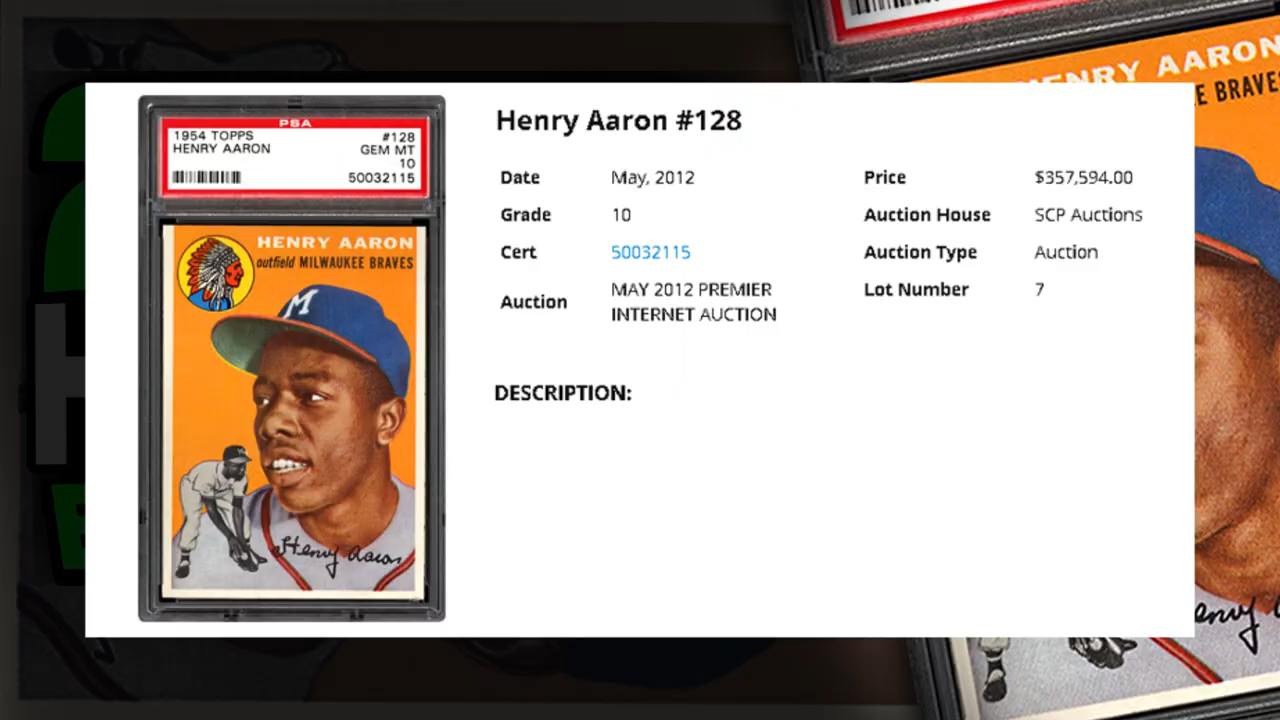 HENRY AARON
E BRAVE
PSA
1954 TOPPS #128
HENRY AARON GEM MT
10
50032115
HENRY AARON
outfield MILWAUKEE BRAVES
M
Henry Aaron
Henry Aaron #128
Date May, 2012 Price $357,594.00
Grade 10 Auction House SCP Auctions
Cert 50032115 Auction Type Auction
Auction MAY 2012 PREMIER Lot Number 7
INTERNET AUCTION
DESCRIPTION: